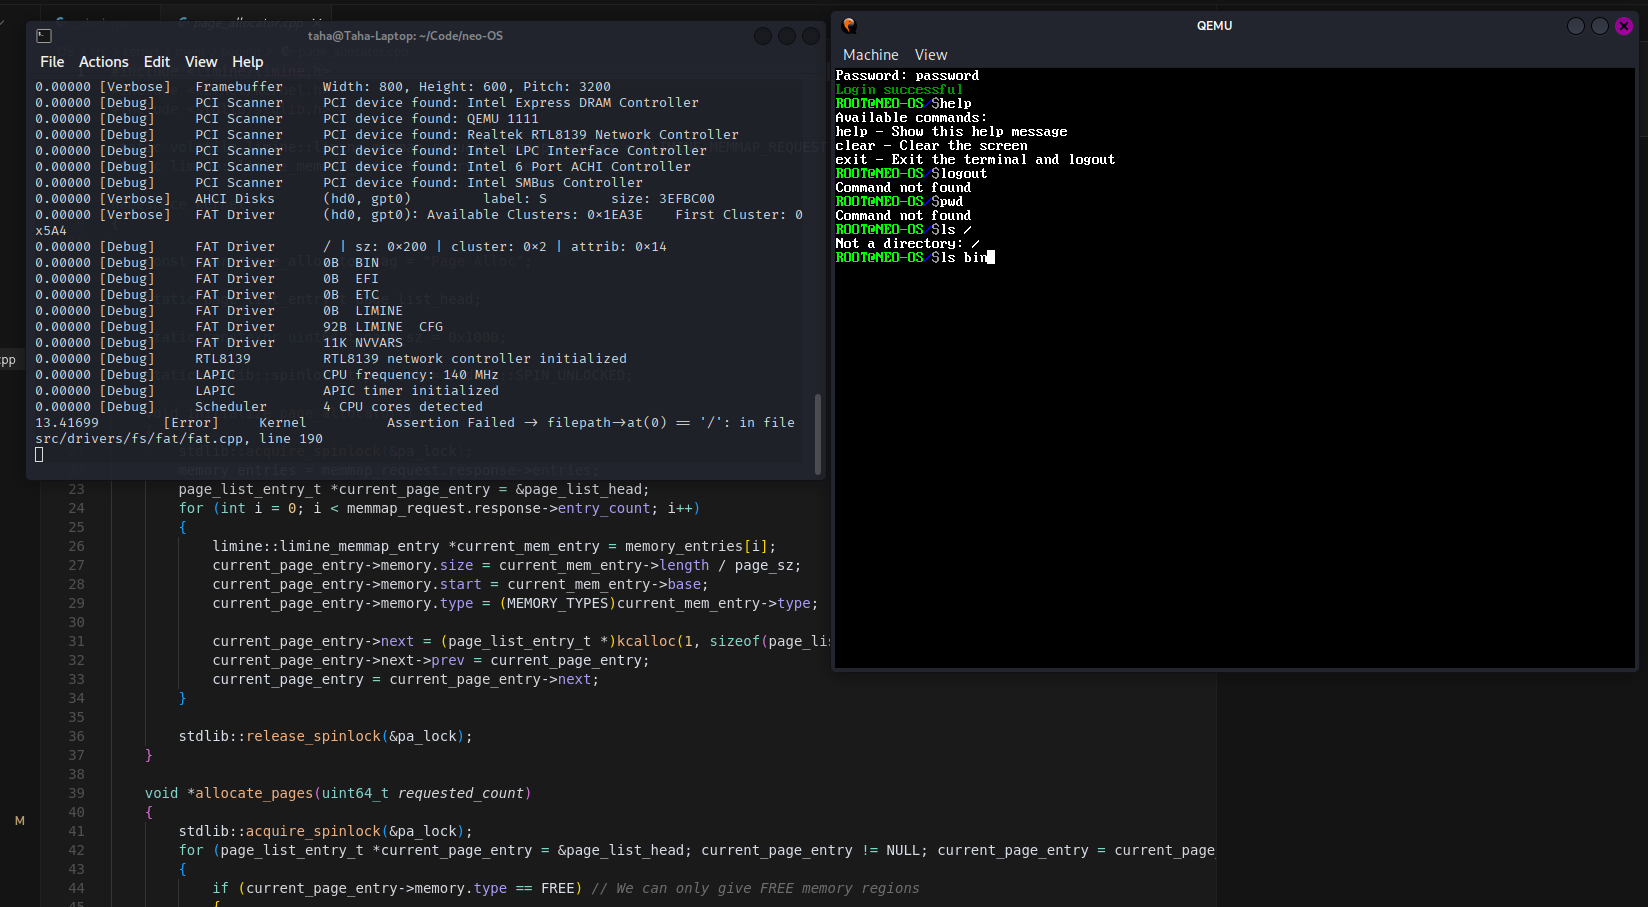 page_allocator.cpp
taha@Taha-Laptop: ~/Code/neo-OS
File Actions Edit View Help
0.00000 [Verbose] Framebuffer Width: 800, Height: 600, Pitch: 3200
0.00000 [Debug] PCI Scanner PCI device found: Intel Express DRAM Controller
0.00000 [Debug] PCI Scanner PCI device found: QEMU 1111
0.00000 [Debug] PCI Scanner PCI device found: Realtek RTL8139 Network Controller
0.00000 [Debug] PCI Scanner PCI device found: Intel LPC Interface Controller
0.00000 [Debug] PCI Scanner PCI device found: Intel 6 Port ACHI Controller
0.00000 [Debug] PCI Scanner PCI device found: Intel SMBus Controller
0.00000 [Verbose] AHCI Disks (hd0, gpt0) label: S size: 3EFBC00
0.00000 [Verbose] FAT Driver (hd0, gpt0): Available Clusters: 0×1EA3E First Cluster: 0
x5A4
0.00000 [Debug] FAT Driver / | sz: 0×200 | cluster: 0×2 | attrib: 0×14
0.00000 [Debug] FAT Driver 0B BIN
0.00000 [Debug] FAT Driver 0B EFI
0.00000 [Debug] FAT Driver 0B ETC
0.00000 [Debug] FAT Driver 0B LIMINE
0.00000 [Debug] FAT Driver 92B LIMINE CFG
0.00000 [Debug] FAT Driver 11K NVVARS
0.00000 [Debug] RTL8139 RTL8139 network controller initialized
0.00000 [Debug] LAPIC CPU frequency: 140 MHz
0.00000 [Debug] LAPIC APIC timer initialized
0.00000 [Debug] Scheduler 4 CPU cores detected
13.41699 [Error] Kernel Assertion Failed → filepath→at(0) == '/': in file
src/drivers/fs/fat/fat.cpp, line 190
QEMU
Machine View
Password: password
Login successful
ROOT@NEO-OS/$help
Available commands:
help - Show this help message
clear - Clear the screen
exit - Exit the terminal and logout
ROOT@NEO-OS/$logout
Command not found
ROOT@NEO-OS/$pwd
Command not found
ROOT@NEO-OS/$ls /
Not a directory: /
ROOT@NEO-OS/$ls bin
MEMMAP_REQUEST
cpp
M
23 page_list_entry_t *current_page_entry = &page_list_head;
24 for (int i = 0; i < memmap_request.response->entry_count; i++)
25 {
26 limine::limine_memmap_entry *current_mem_entry = memory_entries[i];
27 current_page_entry->memory.size = current_mem_entry->length / page_sz;
28 current_page_entry->memory.start = current_mem_entry->base;
29 current_page_entry->memory.type = (MEMORY_TYPES)current_mem_entry->type;
30
31 current_page_entry->next = (page_list_entry_t *)kcalloc(1, sizeof(page_lis
32 current_page_entry->next->prev = current_page_entry;
33 current_page_entry = current_page_entry->next;
34 }
35
36 stdlib::release_spinlock(&pa_lock);
37 }
38
39 void *allocate_pages(uint64_t requested_count)
40 {
41 stdlib::acquire_spinlock(&pa_lock);
42 for (page_list_entry_t *current_page_entry = &page_list_head; current_page_entry != NULL; current_page_entry = current_page_
43 {
44 if (current_page_entry->memory.type == FREE) // We can only give FREE memory regions
45 {